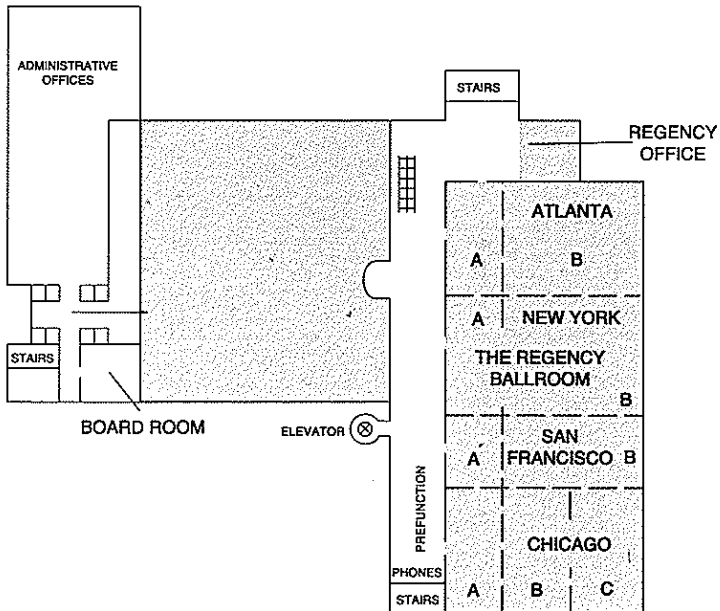 ADMINISTRATIVE
OFFICES
STAIRS
REGENCY
OFFICE
ATLANTA
A
B
A
NEW YORK
THE REGENCY
BALLROOM
B
STAIRS
BOARD ROOM
ELEVATOR
SAN
A
FRANCISCO
B
PREFUNCTION
CHICAGO
PHONES
A
B
C
STAIRS